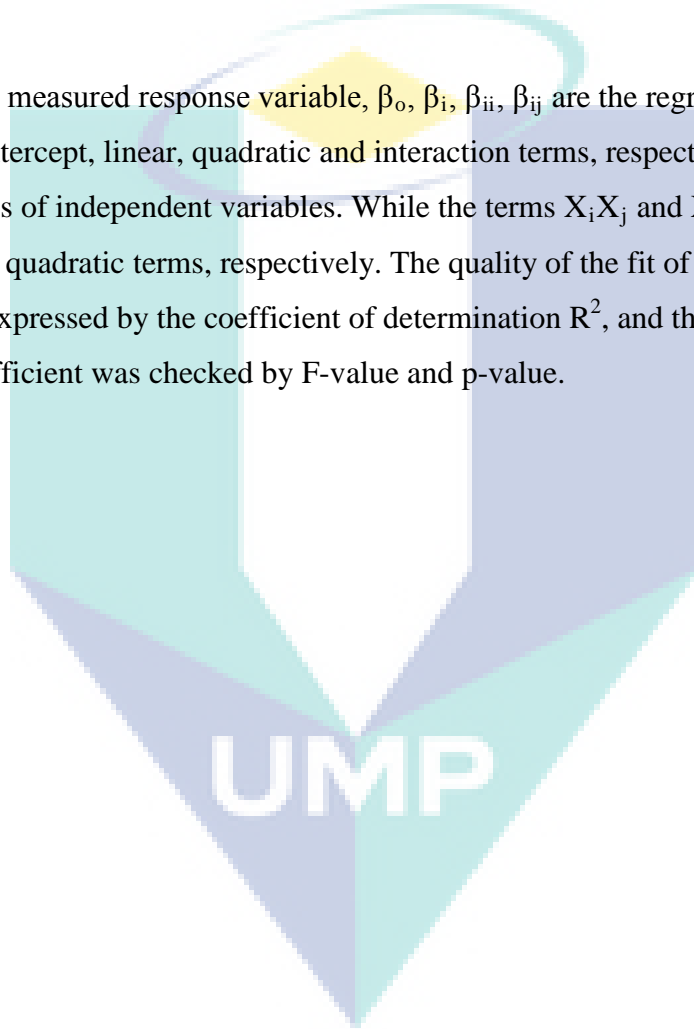 measured response variable, βo, βi, βii, βij are the regr
tercept, linear, quadratic and interaction terms, respect
s of independent variables. While the terms XiXj and X
quadratic terms, respectively. The quality of the fit of
xpressed by the coefficient of determination R², and th
fficient was checked by F-value and p-value.
UMP